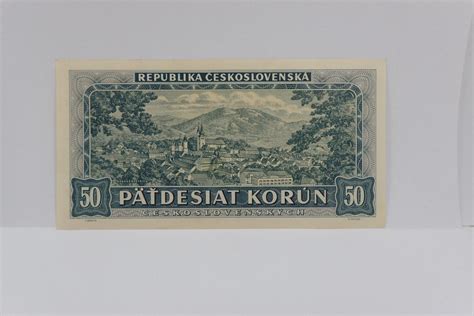 REPUBLIKA ČESKOSLOVENSKÁ
50 PÄŤDESIAT KORÚN 50
ČESKOSLOVENSKÝCH